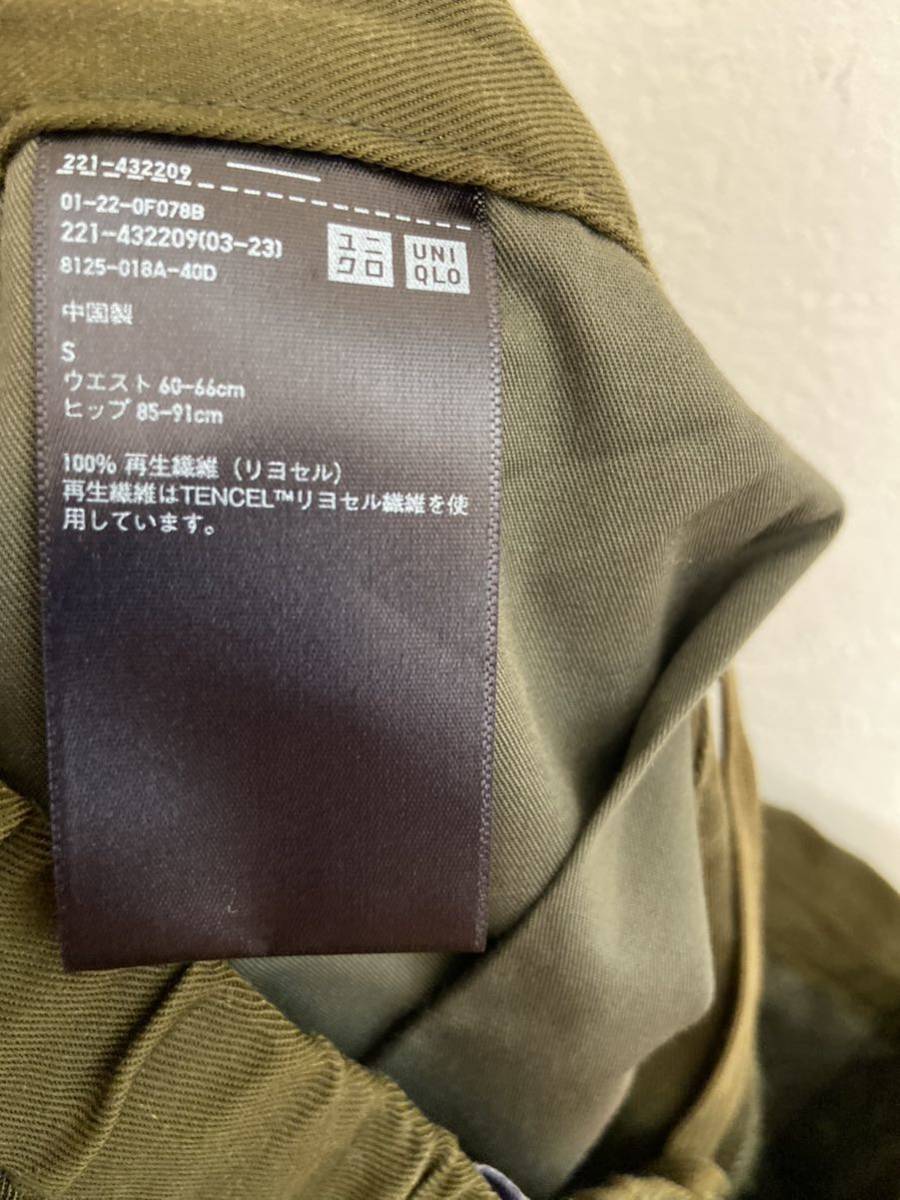 221-432209
01-22-0F078B
221-432209(03-23)
8125-018A-40D
ユニ
クロ
UNI
QLO
中国製
S
ウエスト 60-66cm
ヒップ 85-91cm
100% 再生繊維（リヨセル）
再生繊維はTENCEL™リヨセル繊維を使
用しています。